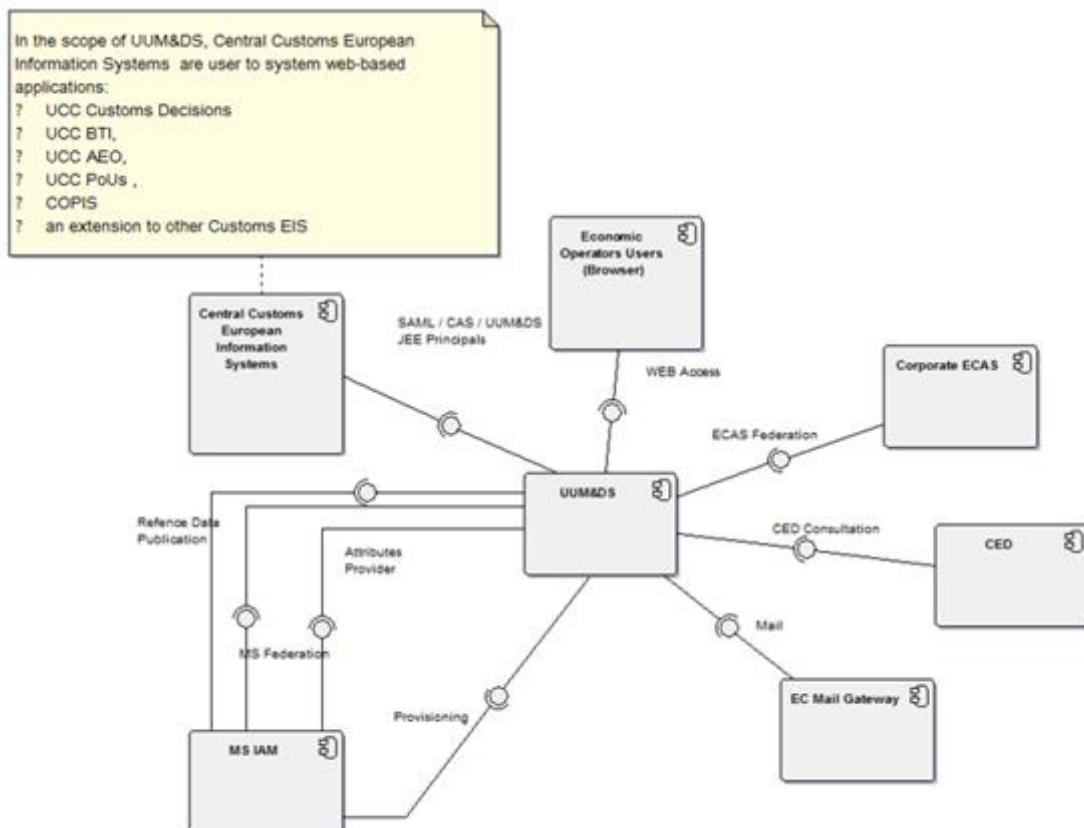 In the scope of UUM&DS, Central Customs European
Information Systems are user to system web-based
applications:
? UCC Customs Decisions
? UCC BTI,
? UCC AEO,
? UCC PoUs ,
? COPIS
? an extension to other Customs EIS
Economic
Operators Users
(Browser)
Central Customs
European
Information
Systems
SAML / CAS / UUM&DS
JEE Principals
WEB Access
Corporate ECAS
ECAS Federation
UUM&DS
Refence Data
Publication
Attributes
Provider
CED Consultation
CED
MS Federation
Mail
EC Mail Gateway
Provisioning
MS IAM